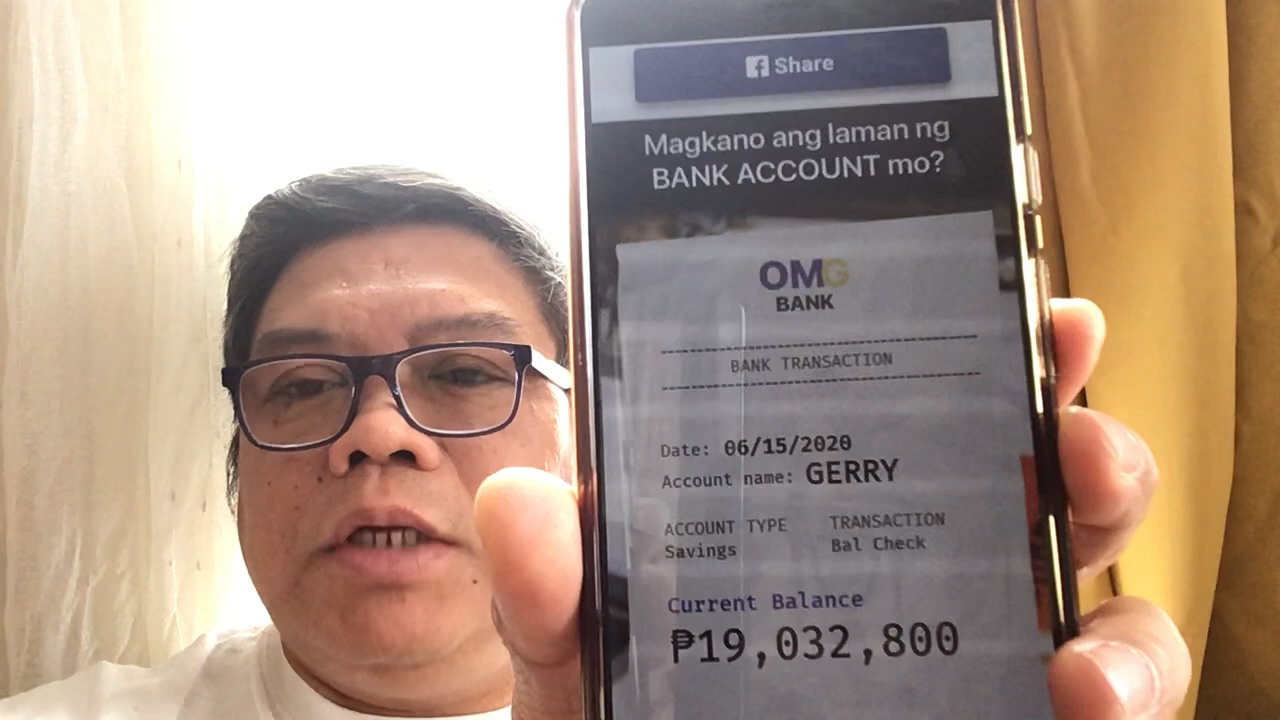 Share
Magkano ang laman ng
BANK ACCOUNT mo?
OMG
BANK
BANK TRANSACTION
Date: 06/15/2020
Account name: GERRY
ACCOUNT TYPE TRANSACTION
Savings Bal Check
Current Balance
₱19,032,800